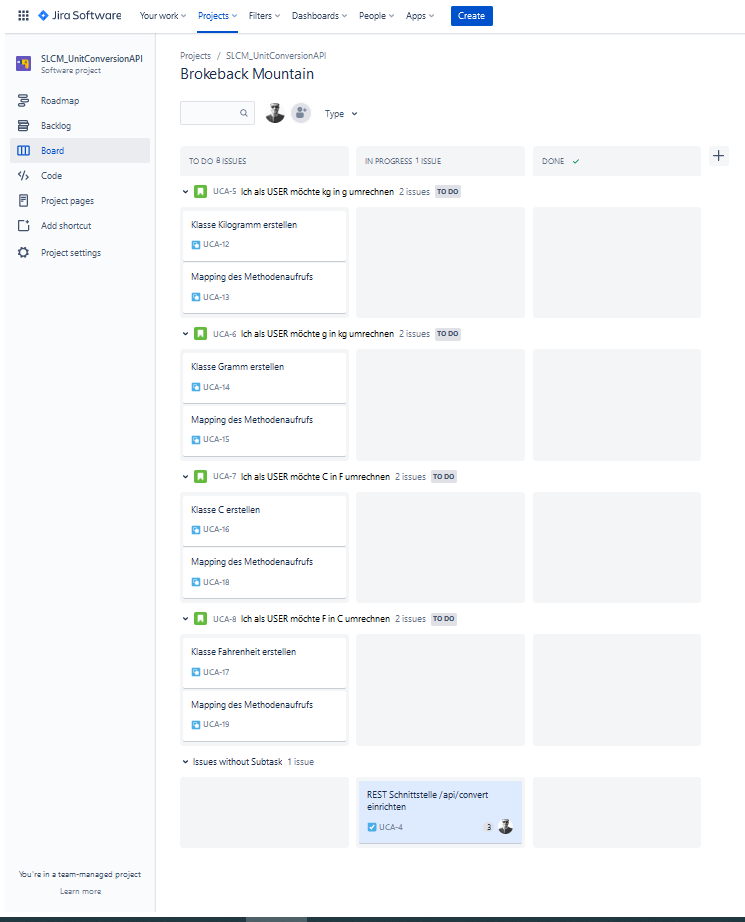 Jira Software Your work Projects Filters Dashboards People Apps Create
SLCM_UnitConversionAPI
Software project
Roadmap
Backlog
Board
Code
Project pages
Add shortcut
Project settings
Projects / SLCM_UnitConversionAPI
Brokeback Mountain
Type
TO DO 8 ISSUES IN PROGRESS 1 ISSUE DONE
UCA-5 Ich als USER möchte kg in g umrechnen 2 issues TO DO
Klasse Kilogramm erstellen
UCA-12
Mapping des Methodenaufrufs
UCA-13
UCA-6 Ich als USER möchte g in kg umrechnen 2 issues TO DO
Klasse Gramm erstellen
UCA-14
Mapping des Methodenaufrufs
UCA-15
UCA-7 Ich als USER möchte C in F umrechnen 2 issues TO DO
Klasse C erstellen
UCA-16
Mapping des Methodenaufrufs
UCA-18
UCA-8 Ich als USER möchte F in C umrechnen 2 issues TO DO
Klasse Fahrenheit erstellen
UCA-17
Mapping des Methodenaufrufs
UCA-19
Issues without Subtask 1 issue
REST Schnittstelle /api/convert
einrichten
UCA-4 3
You're in a team-managed project
Learn more